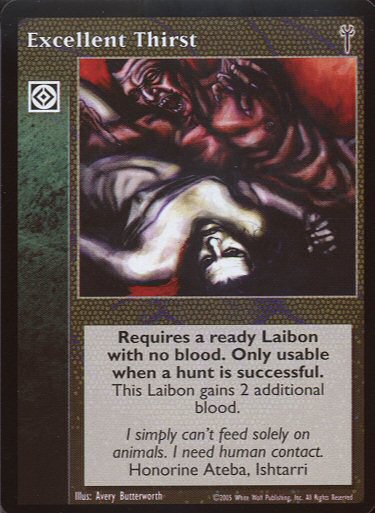 Excellent Thirst
Requires a ready Laibon
with no blood. Only usable
when a hunt is successful.
This Laibon gains 2 additional
blood.
I simply can't feed solely on
animals. I need human contact.
Honorine Ateba, Ishtarri
Illus: Avery Butterworth
©2005 White Wolf Publishing, Inc. All Rights Reserved